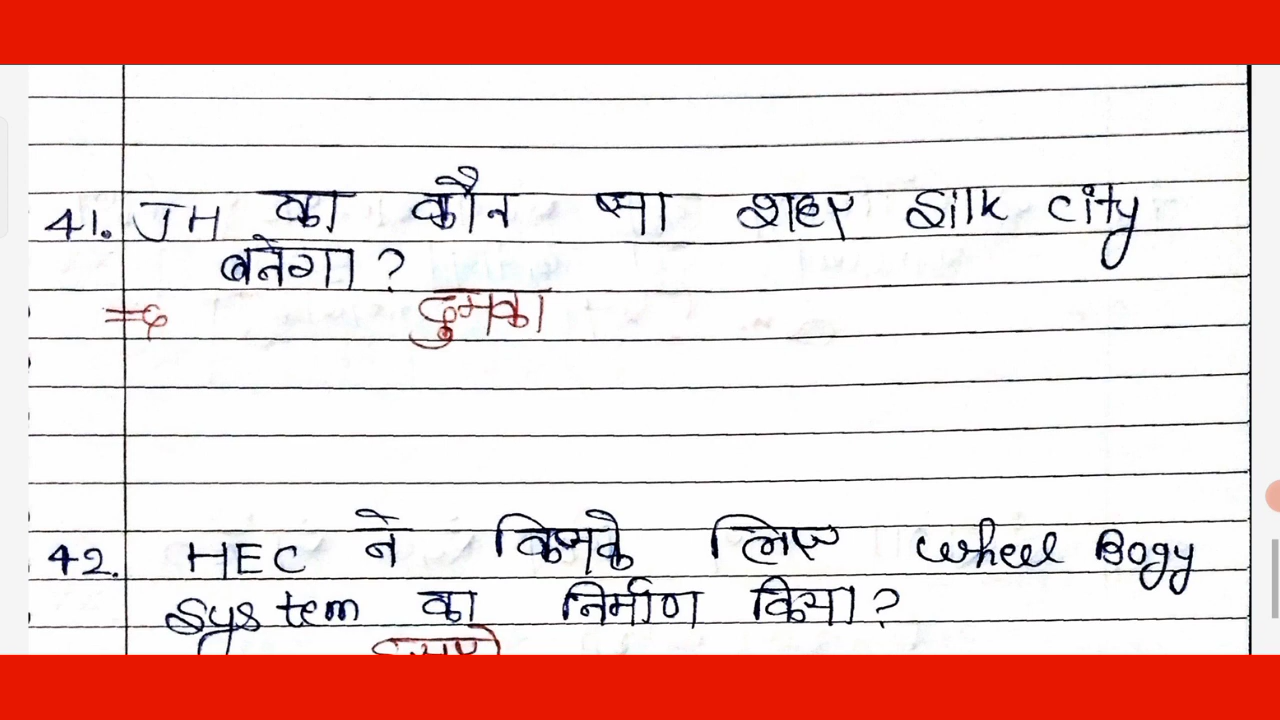 41. JH का कौन सा शहर Silk city
बनेगा ?
=> दुमका
42. HEC ने किसके लिए wheel Bogy
System का निर्माण किया ?